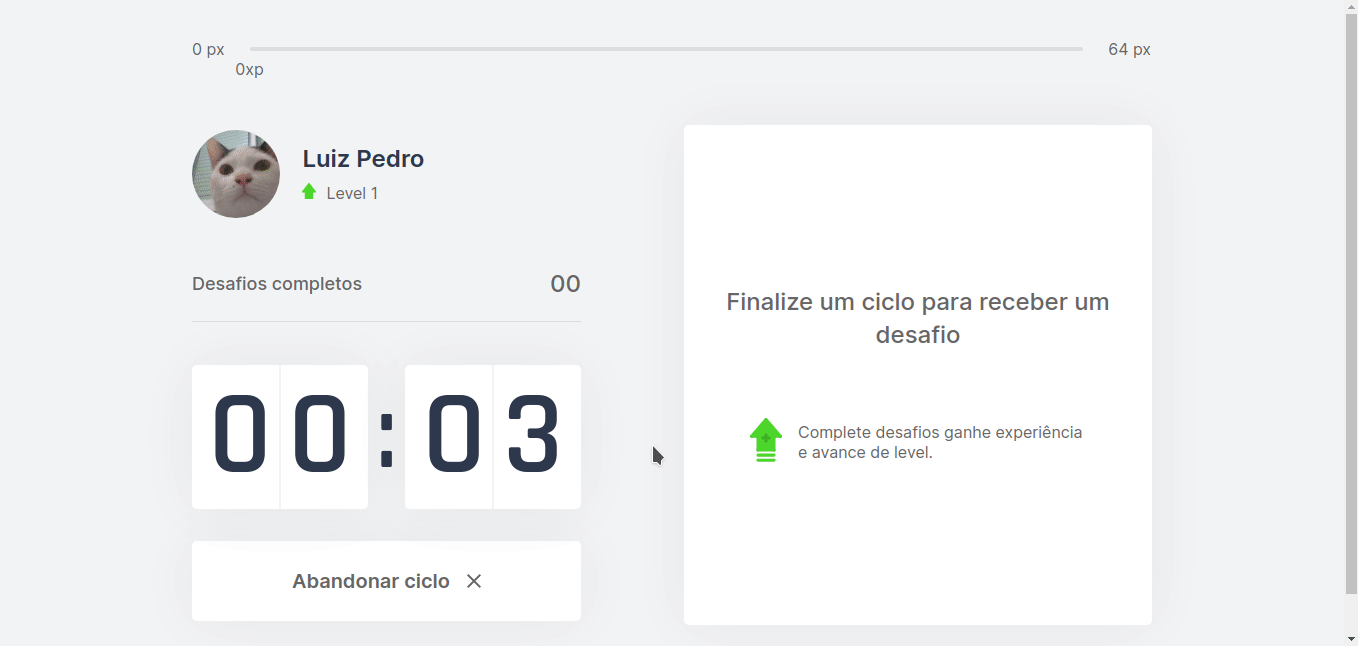 0 px
64 px
0xp
Luiz Pedro
Level 1
Desafios completos
00
00:03
Abandonar ciclo
Finalize um ciclo para receber um
desafio
Complete desafios ganhe experiência
e avance de level.